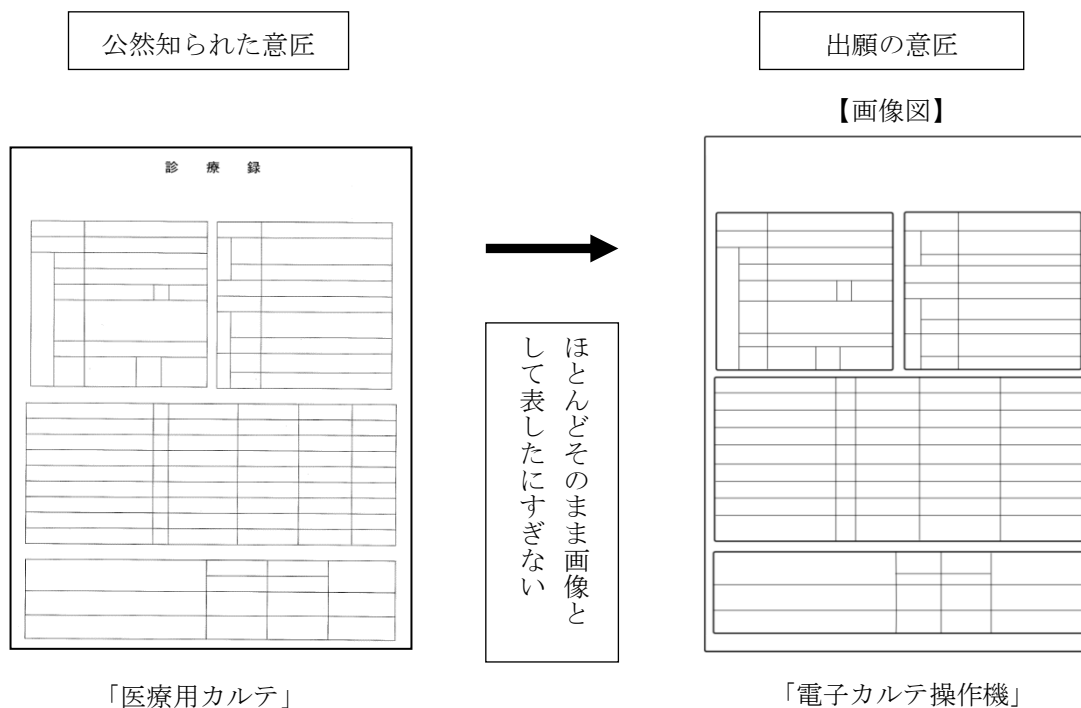 公然知られた意匠
出願の意匠
【画像図】
診 療 録
ほとんどそのまま画像と
して表したにすぎない
「医療用カルテ」
「電子カルテ操作機」